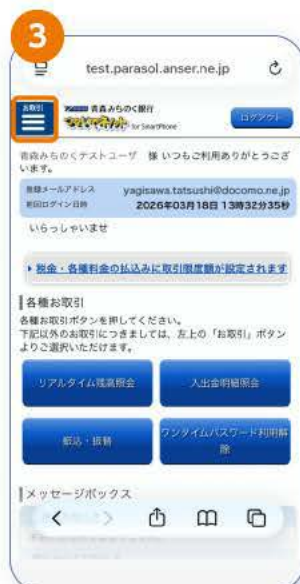 3
test.parasol.anser.ne.jp
お取引
青森みちのく銀行
for SmartPhone
ログアウト
青森みちのくテストユーザ 様 いつもご利用ありがとうござ
います。
登録メールアドレス yagisawa.tatsushi@docomo.ne.jp
前回ログイン日時 2026年03月18日 13時32分35秒
いらっしゃいませ
税金・各種料金の払込みに取引限度額が設定されます
各種お取引
各種お取引ボタンを押してください。
下記以外のお取引につきましては、左上の「お取引」ボタン
よりご選択いただけます。
リアルタイム残高照会
入出金明細照会
振込・振替
ワンタイムパスワード利用解
除
メッセージボックス